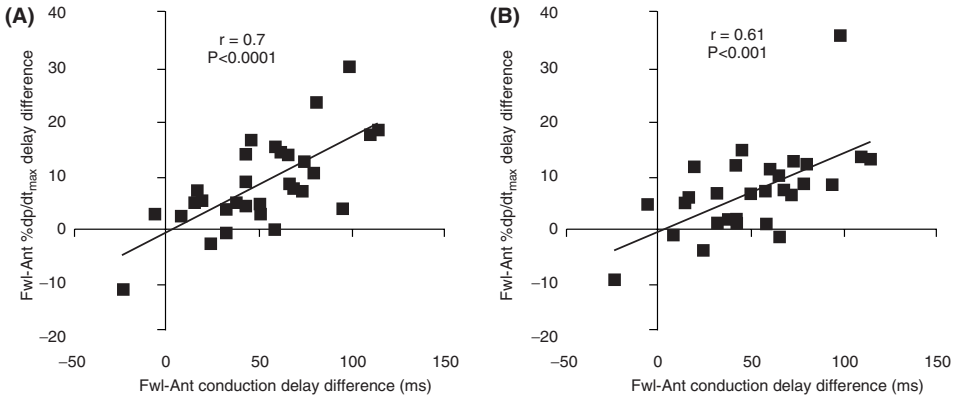 (A)
Fwl-Ant %dp/dtmax delay difference
40
30
20
10
0
−10
−20
r = 0.7
P<0.0001
−50 0 50 100 150
Fwl-Ant conduction delay difference (ms)
(B)
Fwl-Ant %dp/dtmax delay difference
40
30
20
10
0
−10
−20
r = 0.61
P<0.001
−50 0 50 100 150
Fwl-Ant conduction delay difference (ms)